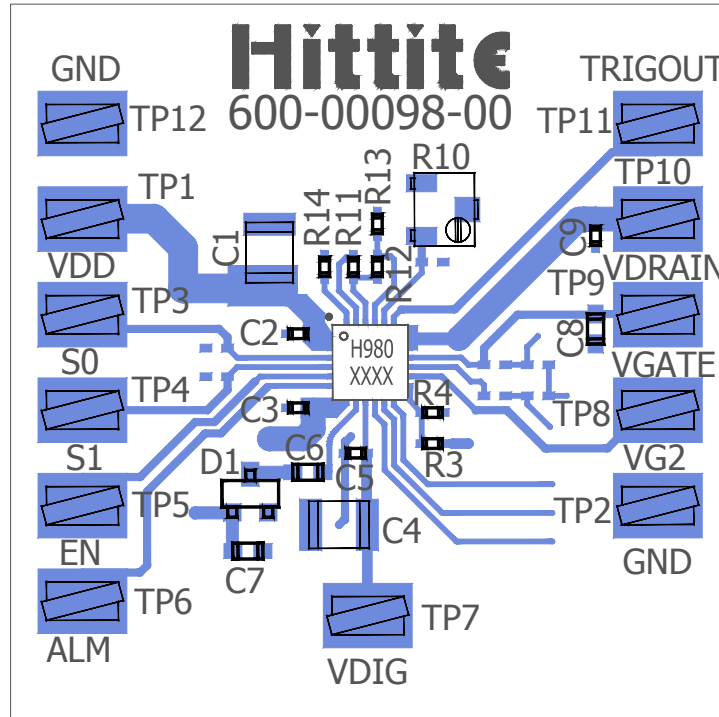 Hittite
600-00098-00
GND
TP12
TRIGOUT
TP11
TP1
VDD
C1
R14
R11
R13
R12
R10
TP10
C9
VDRAIN
TP3
S0
C2
H980
XXXX
TP9
C8
VGATE
TP4
S1
C3
C6
C5
R4
R3
TP8
VG2
D1
TP5
EN
C7
C4
TP2
GND
TP6
ALM
TP7
VDIG